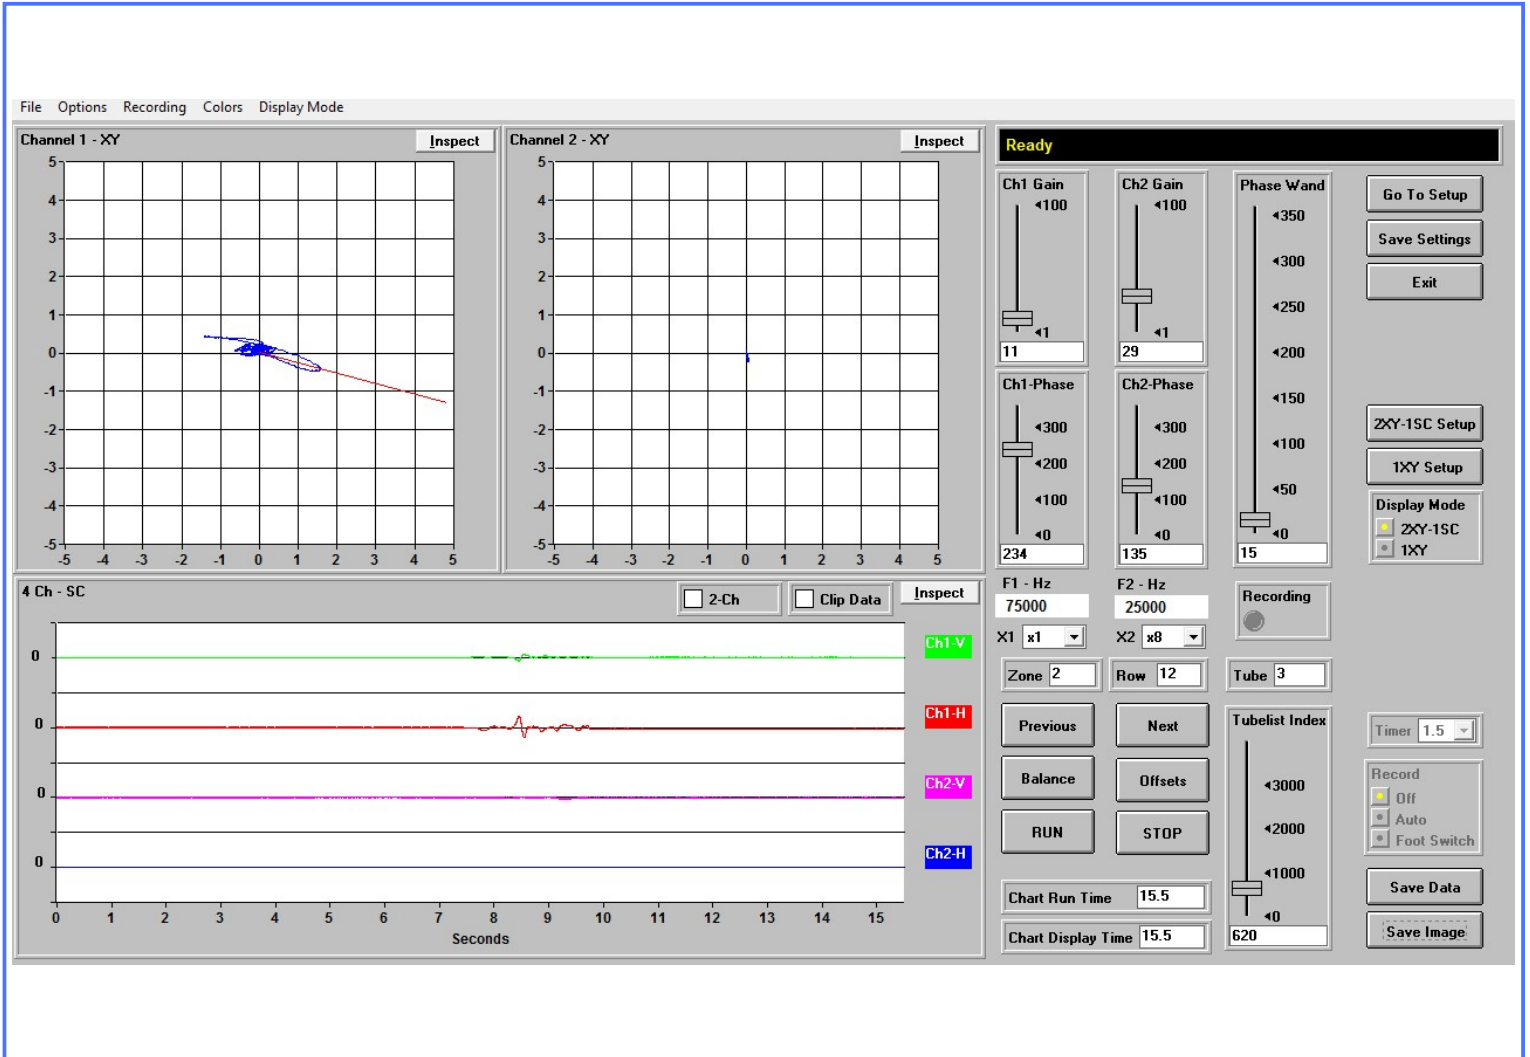 File Options Recording Colors Display Mode
Channel 1 - XY
Inspect
5
4
3
2
1
0
-1
-2
-3
-4
-5
-5 -4 -3 -2 -1 0 1 2 3 4 5
Channel 2 - XY
Inspect
5
4
3
2
1
0
-1
-2
-3
-4
-5
-5 -4 -3 -2 -1 0 1 2 3 4 5
4 Ch - SC
2-Ch
Clip Data
Inspect
0
Ch1-V
0
Ch1-H
0
Ch2-V
0
Ch2-H
0 1 2 3 4 5 6 7 8 9 10 11 12 13 14 15
Seconds
Ready
Ch1 Gain
100
1
11
Ch2 Gain
100
1
29
Phase Wand
350
300
250
200
150
100
50
0
15
Go To Setup
Save Settings
Exit
Ch1-Phase
300
200
100
0
234
Ch2-Phase
300
200
100
0
135
2XY-1SC Setup
1XY Setup
Display Mode
2XY-1SC
1XY
F1 - Hz
75000
F2 - Hz
25000
Recording
X1 x1
X2 x8
Zone 2
Row 12
Tube 3
Previous
Next
Balance
Offsets
RUN
STOP
Tubelist Index
3000
2000
1000
0
620
Timer 1.5
Record
Off
Auto
Foot Switch
Chart Run Time 15.5
Chart Display Time 15.5
Save Data
Save Image